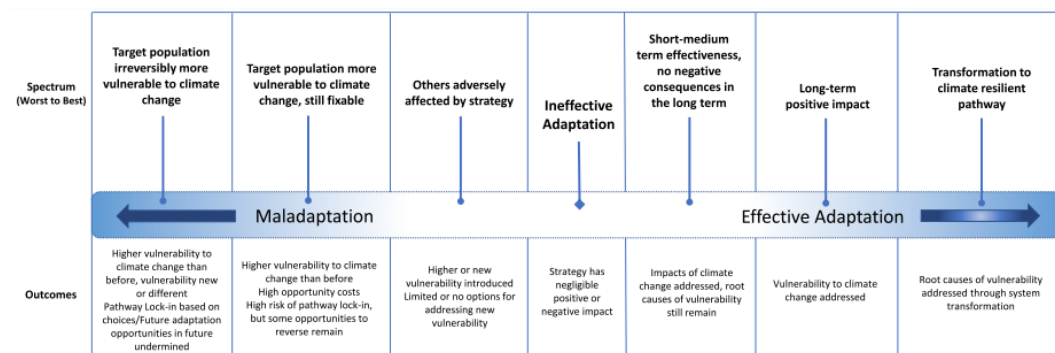 Spectrum
(Worst to Best)
Target population
irreversibly more
vulnerable to climate
change
Target population more
vulnerable to climate
change, still fixable
Others adversely
affected by strategy
Ineffective
Adaptation
Short-medium
term effectiveness,
no negative
consequences in
the long term
Long-term
positive impact
Transformation to
climate resilient
pathway
Maladaptation
Effective Adaptation
Outcomes
Higher vulnerability to
climate change than
before, vulnerability new
or different
Pathway Lock-in based on
choices/Future adaptation
opportunities in future
undermined
Higher vulnerability to climate
change than before
High opportunity costs
High risk of pathway lock-in,
but some opportunities to
reverse remain
Higher or new
vulnerability introduced
Limited or no options for
addressing new
vulnerability
Strategy has
negligible
positive or
negative impact
Impacts of climate
change addressed, root
causes of vulnerability
still remain
Vulnerability to climate
change addressed
Root causes of vulnerability
addressed through system
transformation